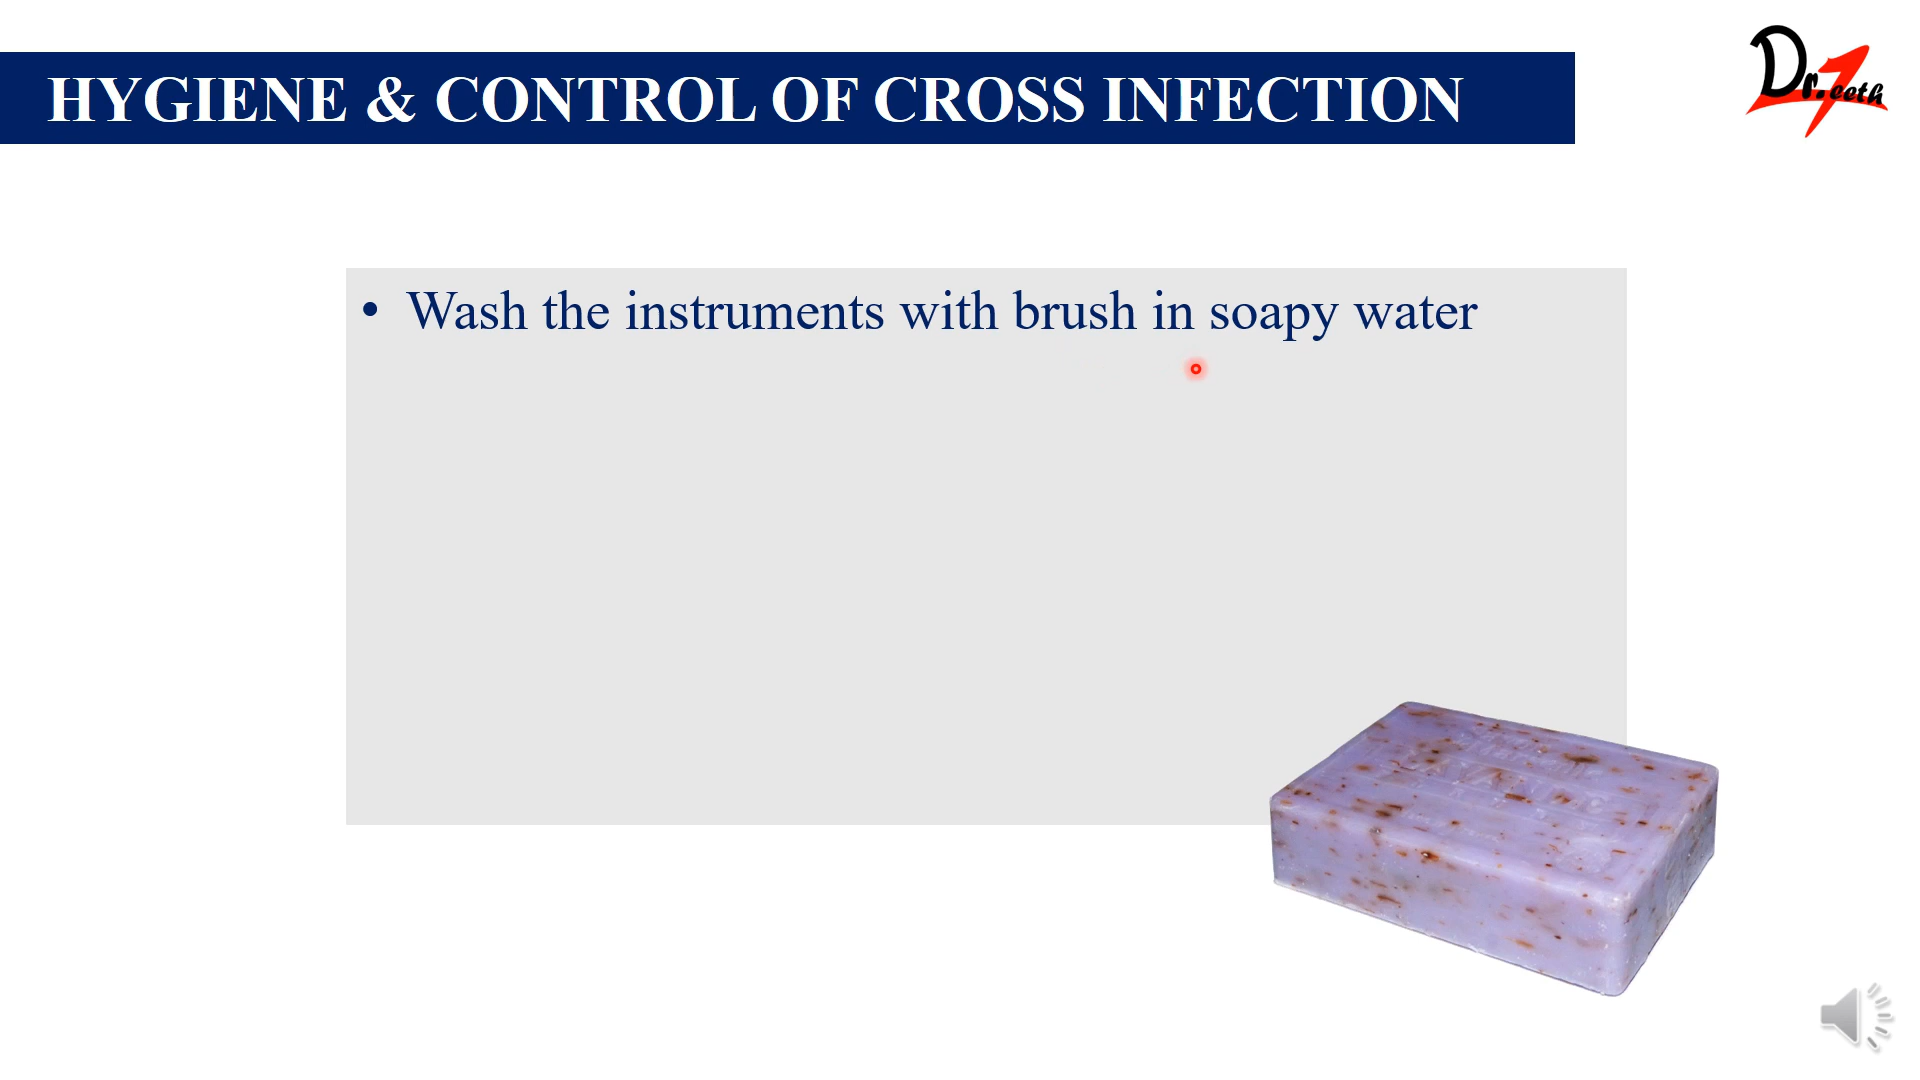 HYGIENE & CONTROL OF CROSS INFECTION
Dr.Teeth
• Wash the instruments with brush in soapy water